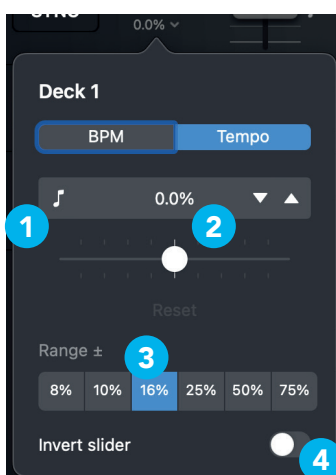 SYNC
0.0%
Deck 1
BPM Tempo
0.0%
1 2
Reset
Range ± 3
8% 10% 16% 25% 50% 75%
Invert slider
4